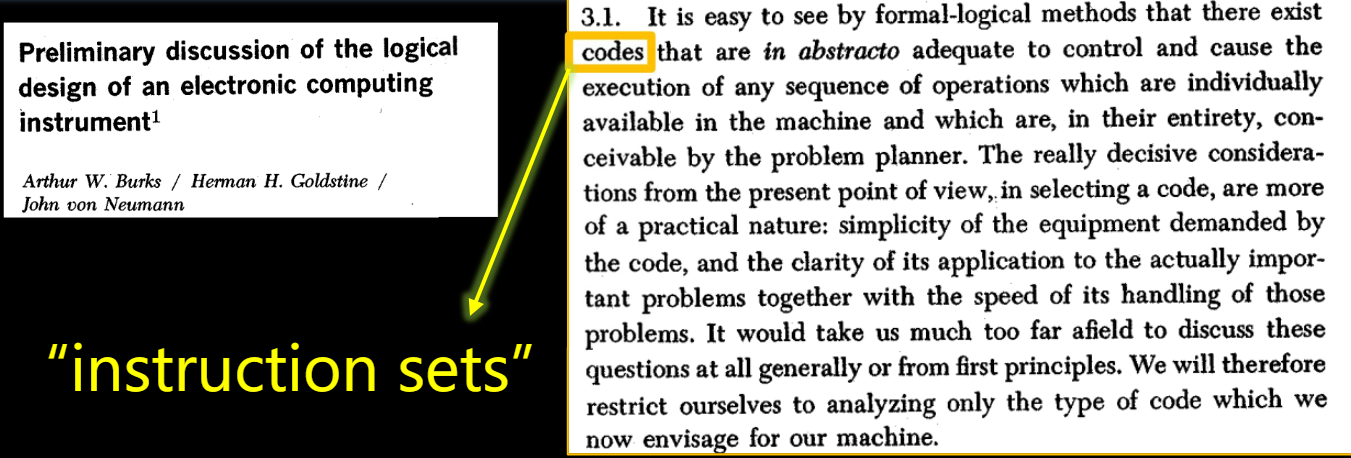 Preliminary discussion of the logical
design of an electronic computing
instrument¹
Arthur W. Burks / Herman H. Goldstine /
John von Neumann
“instruction sets”
3.1. It is easy to see by formal-logical methods that there exist
codes that are in abstracto adequate to control and cause the
execution of any sequence of operations which are individually
available in the machine and which are, in their entirety, con-
ceivable by the problem planner. The really decisive considera-
tions from the present point of view, in selecting a code, are more
of a practical nature: simplicity of the equipment demanded by
the code, and the clarity of its application to the actually impor-
tant problems together with the speed of its handling of those
problems. It would take us much too far afield to discuss these
questions at all generally or from first principles. We will therefore
restrict ourselves to analyzing only the type of code which we
now envisage for our machine.